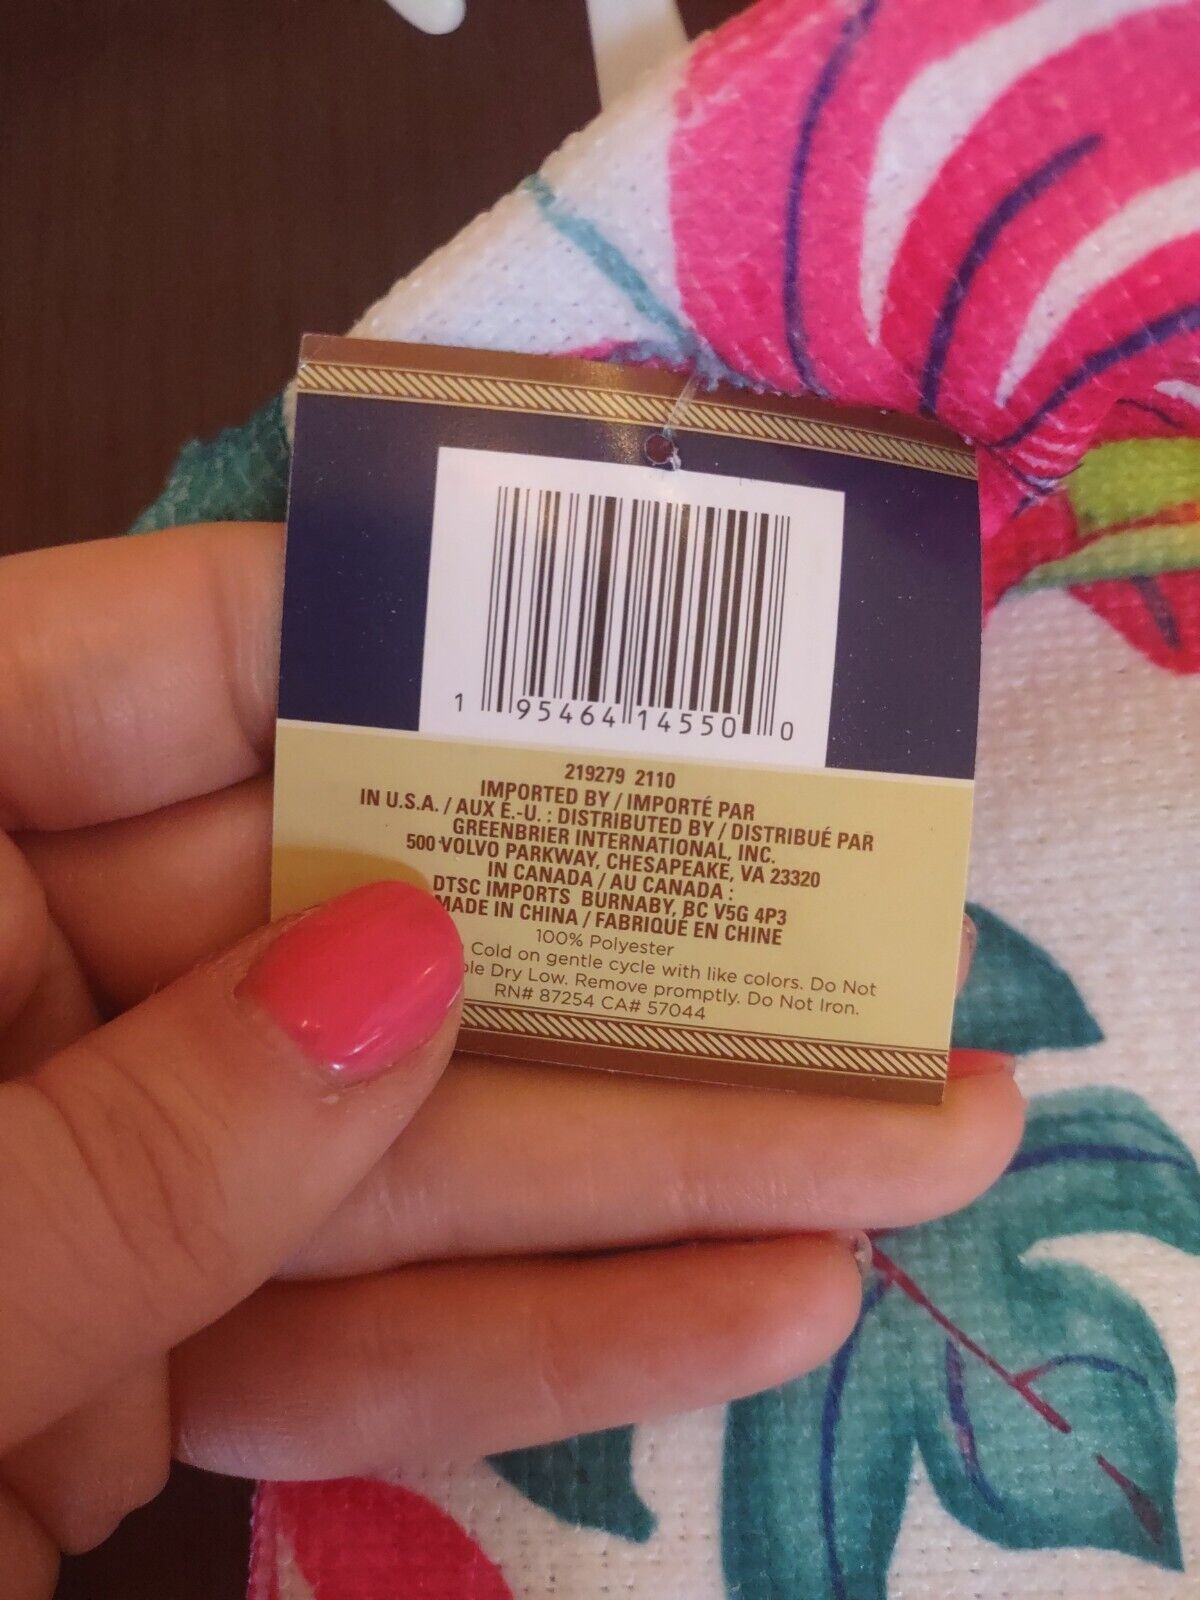 1 95464 14550 0
219279 2110
IMPORTED BY / IMPORTÉ PAR
IN U.S.A. / AUX É.-U. : DISTRIBUTED BY / DISTRIBUÉ PAR
GREENBRIER INTERNATIONAL, INC.
500 VOLVO PARKWAY, CHESAPEAKE, VA 23320
IN CANADA / AU CANADA :
DTSC IMPORTS BURNABY, BC V5G 4P3
MADE IN CHINA / FABRIQUÉ EN CHINE
100% Polyester
Cold on gentle cycle with like colors. Do Not
Dry Low. Remove promptly. Do Not Iron.
RN# 87254 CA# 57044